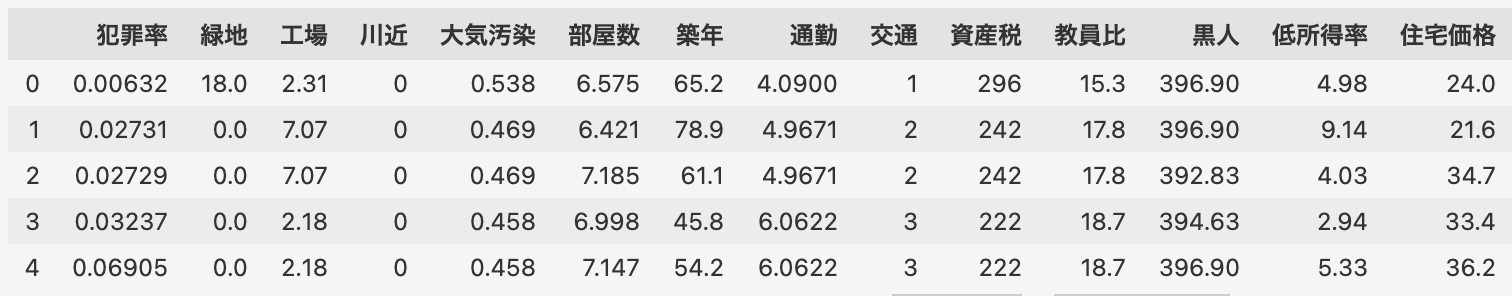 犯罪率 緑地 工場 川近 大気汚染 部屋数 築年 通勤 交通 資産税 教員比 黒人 低所得率 住宅価格
0 0.00632 18.0 2.31 0 0.538 6.575 65.2 4.0900 1 296 15.3 396.90 4.98 24.0
1 0.02731 0.0 7.07 0 0.469 6.421 78.9 4.9671 2 242 17.8 396.90 9.14 21.6
2 0.02729 0.0 7.07 0 0.469 7.185 61.1 4.9671 2 242 17.8 392.83 4.03 34.7
3 0.03237 0.0 2.18 0 0.458 6.998 45.8 6.0622 3 222 18.7 394.63 2.94 33.4
4 0.06905 0.0 2.18 0 0.458 7.147 54.2 6.0622 3 222 18.7 396.90 5.33 36.2